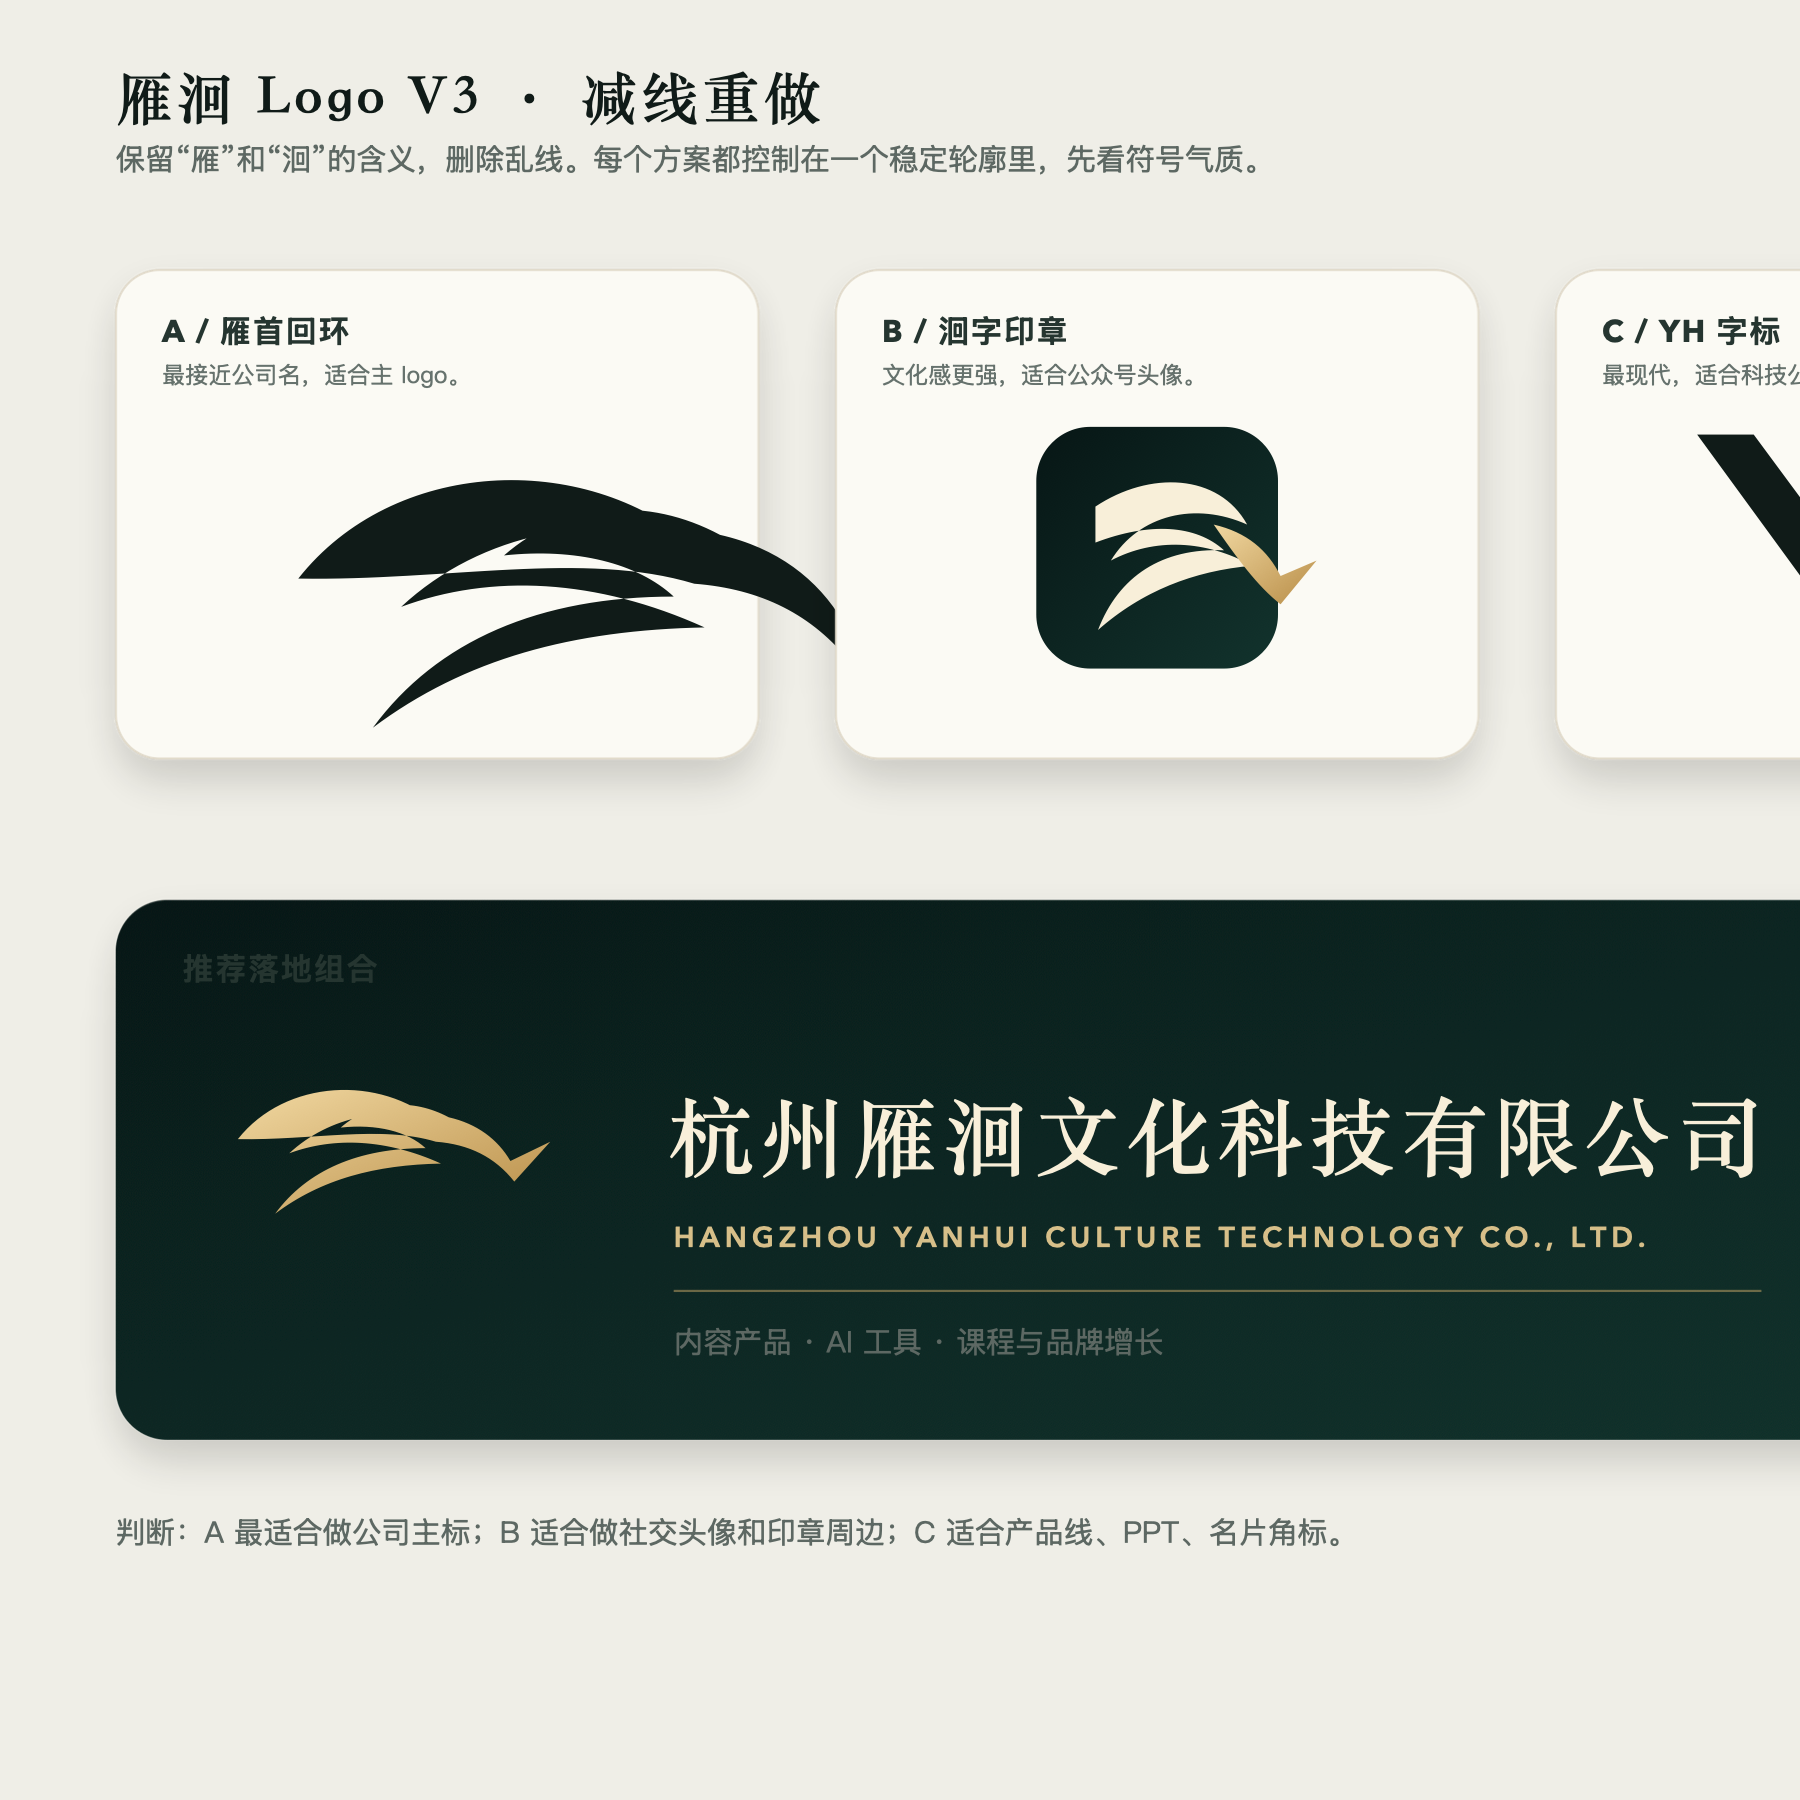 雁洄 Logo V3 · 减线重做
保留“雁”和“洄”的含义，删除乱线。每个方案都控制在一个稳定轮廓里，先看符号气质。
A / 雁首回环
最接近公司名，适合主 logo。
B / 洄字印章
文化感更强，适合公众号头像。
C / YH 字标
最现代，适合科技
推荐落地组合
杭州雁洄文化科技有限公司
HANGZHOU YANHUI CULTURE TECHNOLOGY CO., LTD.
内容产品 · AI 工具 · 课程与品牌增长
判断：A 最适合做公司主标；B 适合做社交头像和印章周边；C 适合产品线、PPT、名片角标。